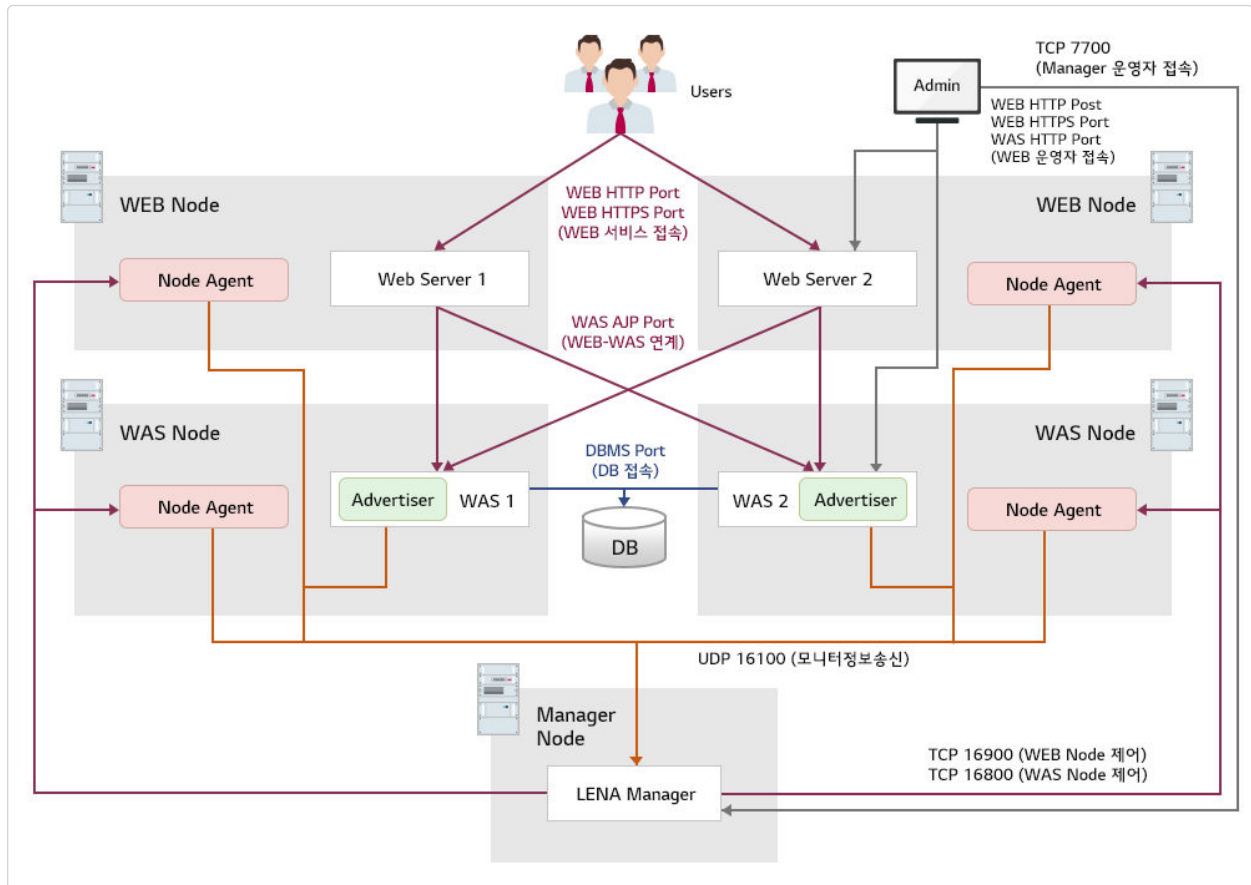 TCP 7700
(Manager 운영자 접속)
Users
Admin
WEB HTTP Post
WEB HTTPS Port
WAS HTTP Port
(WEB 운영자 접속)
WEB Node
WEB HTTP Port
WEB HTTPS Port
(WEB 서비스 접속)
WEB Node
Node Agent
Web Server 1
Web Server 2
Node Agent
WAS AJP Port
(WEB-WAS 연계)
WAS Node
WAS Node
DBMS Port
(DB 접속)
Node Agent
Advertiser
WAS 1
WAS 2
Advertiser
Node Agent
DB
UDP 16100 (모니터정보송신)
Manager
Node
TCP 16900 (WEB Node 제어)
TCP 16800 (WAS Node 제어)
LENA Manager